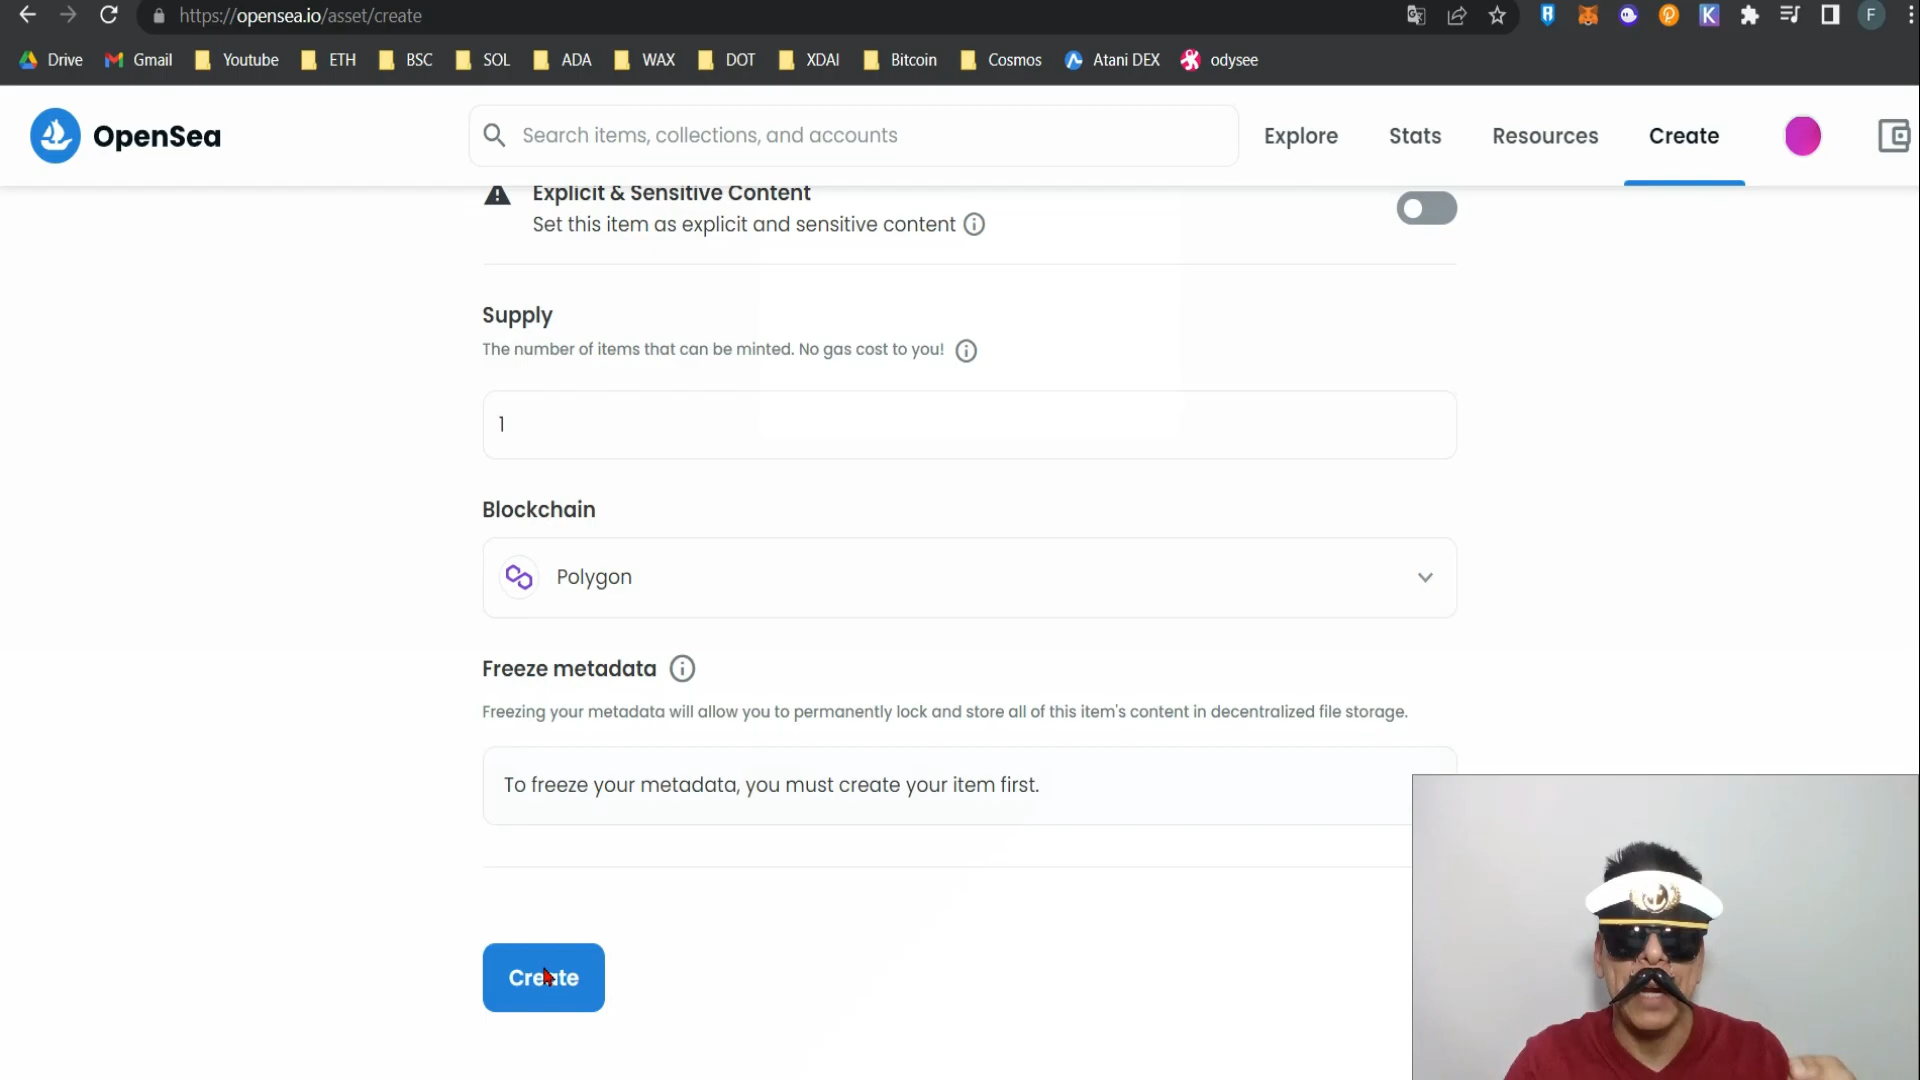 https://opensea.io/asset/create
F
Drive Gmail Youtube ETH BSC SOL ADA WAX DOT XDAI Bitcoin Cosmos Atani DEX odysee
OpenSea
Search items, collections, and accounts
Explore Stats Resources Create
Explicit & Sensitive Content
Set this item as explicit and sensitive content
Supply
The number of items that can be minted. No gas cost to you!
1
Blockchain
Polygon
Freeze metadata
Freezing your metadata will allow you to permanently lock and store all of this item's content in decentralized file storage.
To freeze your metadata, you must create your item first.
Create